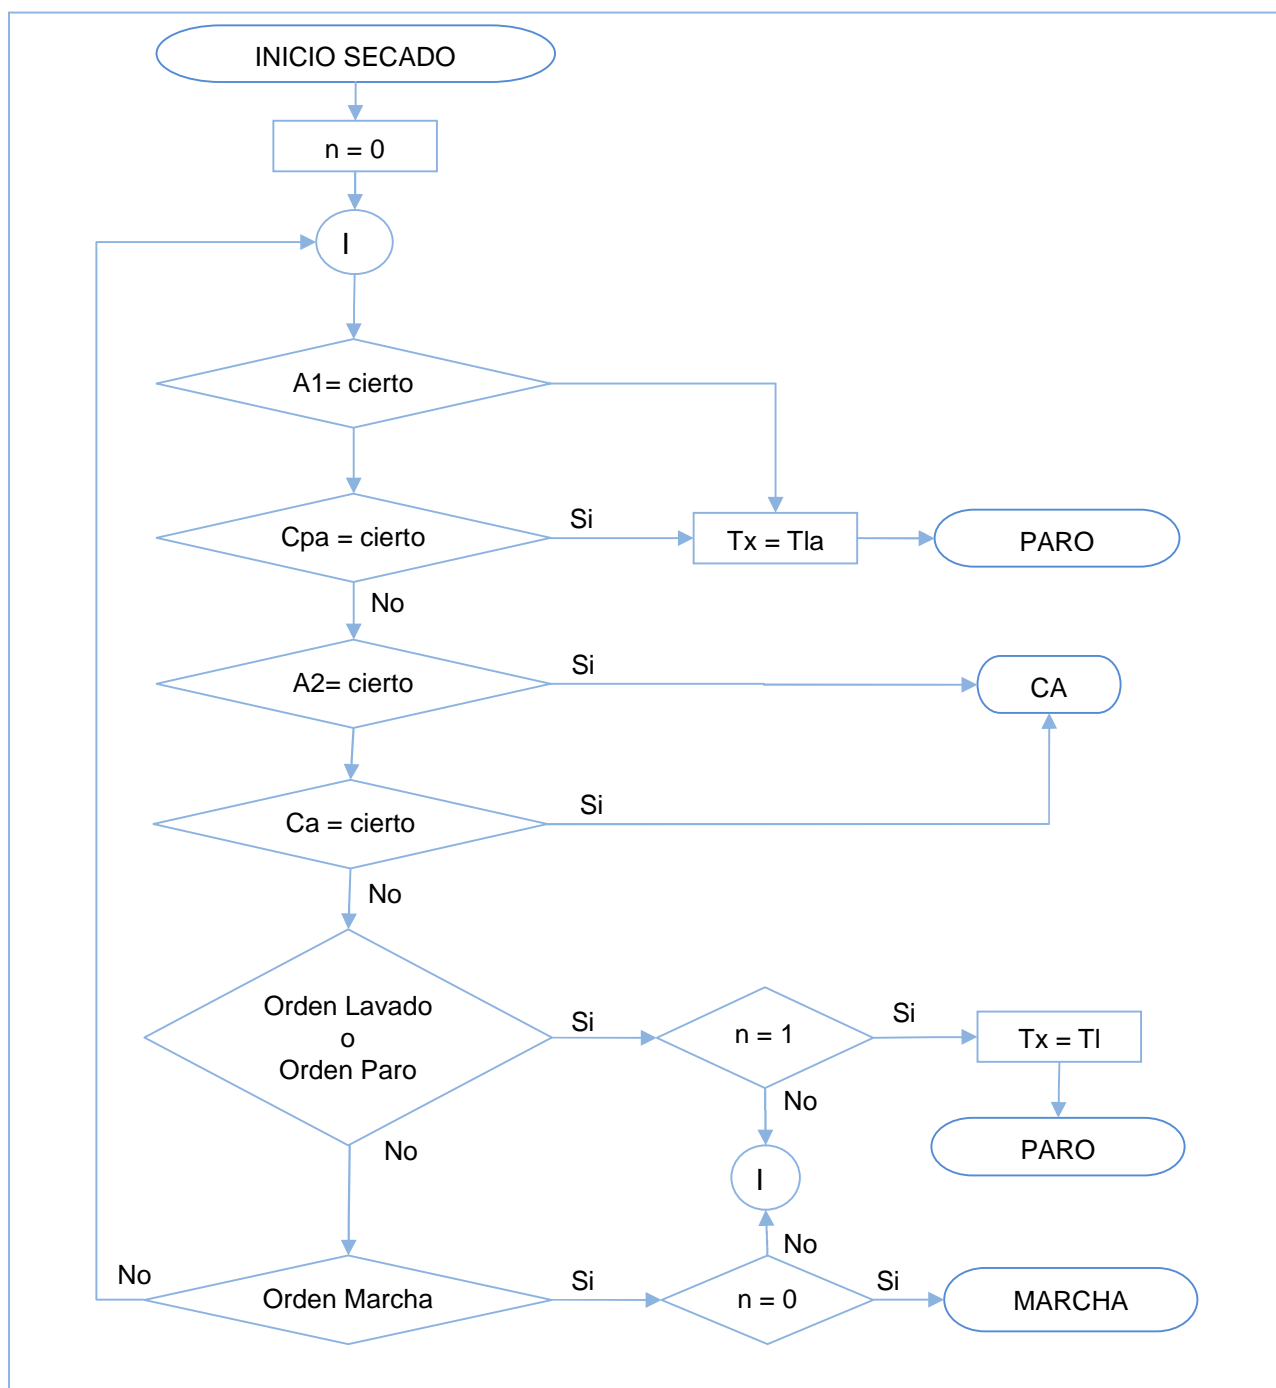 INICIO SECADO
n = 0
I
A1= cierto
Cpa = cierto
Si
Tx = Tla
PARO
No
A2= cierto
Si
CA
Ca = cierto
Si
No
Orden Lavado
o
Orden Paro
Si
n = 1
Si
Tx = Tl
No
No
PARO
I
No
No
Orden Marcha
Si
n = 0
Si
MARCHA